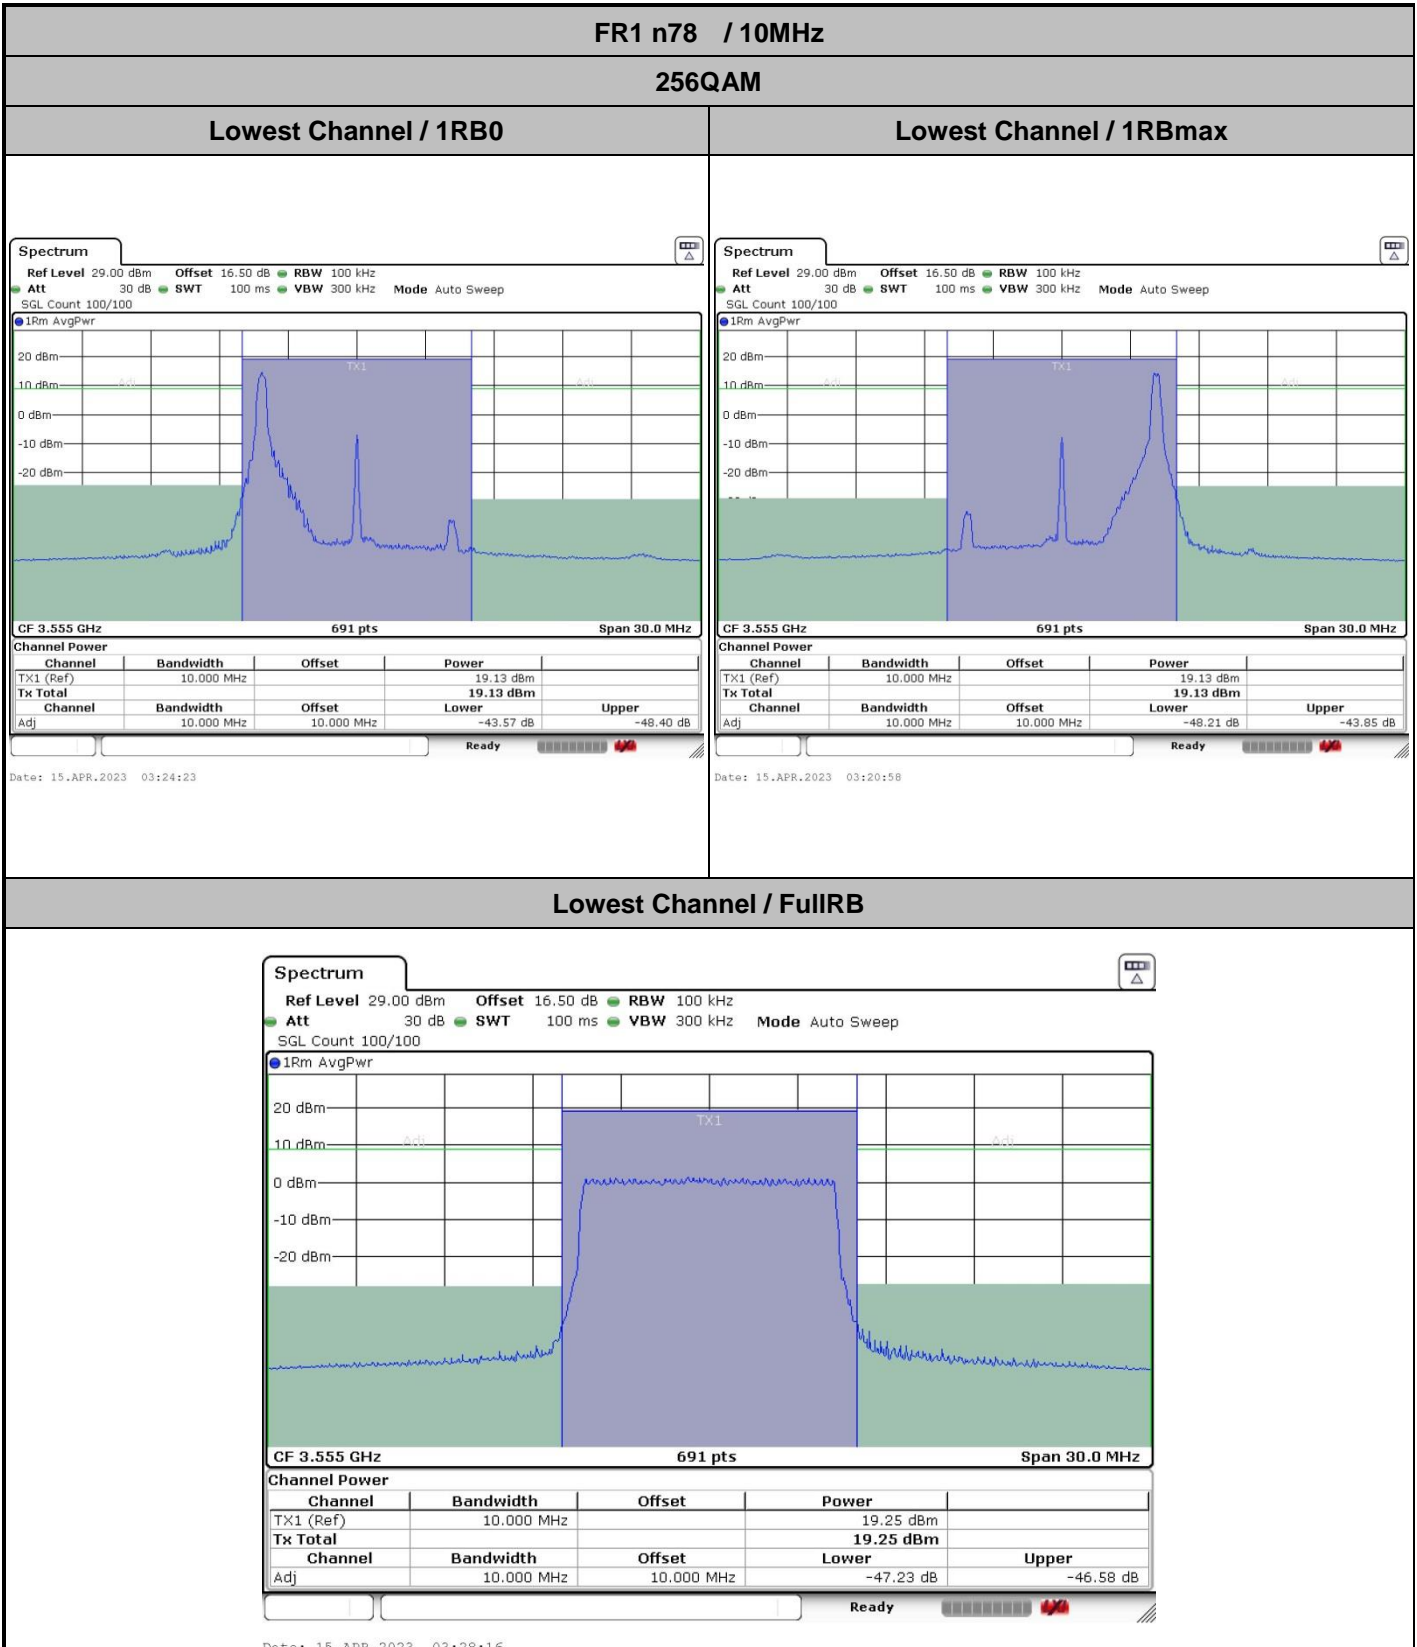 FR1 n78 / 10MHz
256QAM
Lowest Channel / 1RB0
Lowest Channel / 1RBmax
Spectrum
Ref Level 29.00 dBm Offset 16.50 dB RBW 100 kHz
Att 30 dB SWT 100 ms VBW 300 kHz Mode Auto Sweep
SGL Count 100/100
1Rm AvgPwr
20 dBm
TX1
10 dBm
Adj
Adj
0 dBm
-10 dBm
-20 dBm
CF 3.555 GHz 691 pts Span 30.0 MHz
Channel Power
Channel Bandwidth Offset Power
TX1 (Ref) 10.000 MHz 19.13 dBm
Tx Total 19.13 dBm
Channel Bandwidth Offset Lower Upper
Adj 10.000 MHz 10.000 MHz -43.57 dB -48.40 dB
Ready
Date: 15.APR.2023 03:24:23
Spectrum
Ref Level 29.00 dBm Offset 16.50 dB RBW 100 kHz
Att 30 dB SWT 100 ms VBW 300 kHz Mode Auto Sweep
SGL Count 100/100
1Rm AvgPwr
20 dBm
TX1
10 dBm
Adj
Adj
0 dBm
-10 dBm
-20 dBm
CF 3.555 GHz 691 pts Span 30.0 MHz
Channel Power
Channel Bandwidth Offset Power
TX1 (Ref) 10.000 MHz 19.13 dBm
Tx Total 19.13 dBm
Channel Bandwidth Offset Lower Upper
Adj 10.000 MHz 10.000 MHz -48.21 dB -43.85 dB
Ready
Date: 15.APR.2023 03:20:58
Lowest Channel / FullRB
Spectrum
Ref Level 29.00 dBm Offset 16.50 dB RBW 100 kHz
Att 30 dB SWT 100 ms VBW 300 kHz Mode Auto Sweep
SGL Count 100/100
1Rm AvgPwr
20 dBm
TX1
10 dBm
Adj
Adj
0 dBm
-10 dBm
-20 dBm
CF 3.555 GHz 691 pts Span 30.0 MHz
Channel Power
Channel Bandwidth Offset Power
TX1 (Ref) 10.000 MHz 19.25 dBm
Tx Total 19.25 dBm
Channel Bandwidth Offset Lower Upper
Adj 10.000 MHz 10.000 MHz -47.23 dB -46.58 dB
Ready
Date: 15.APR.2023 03:28:16